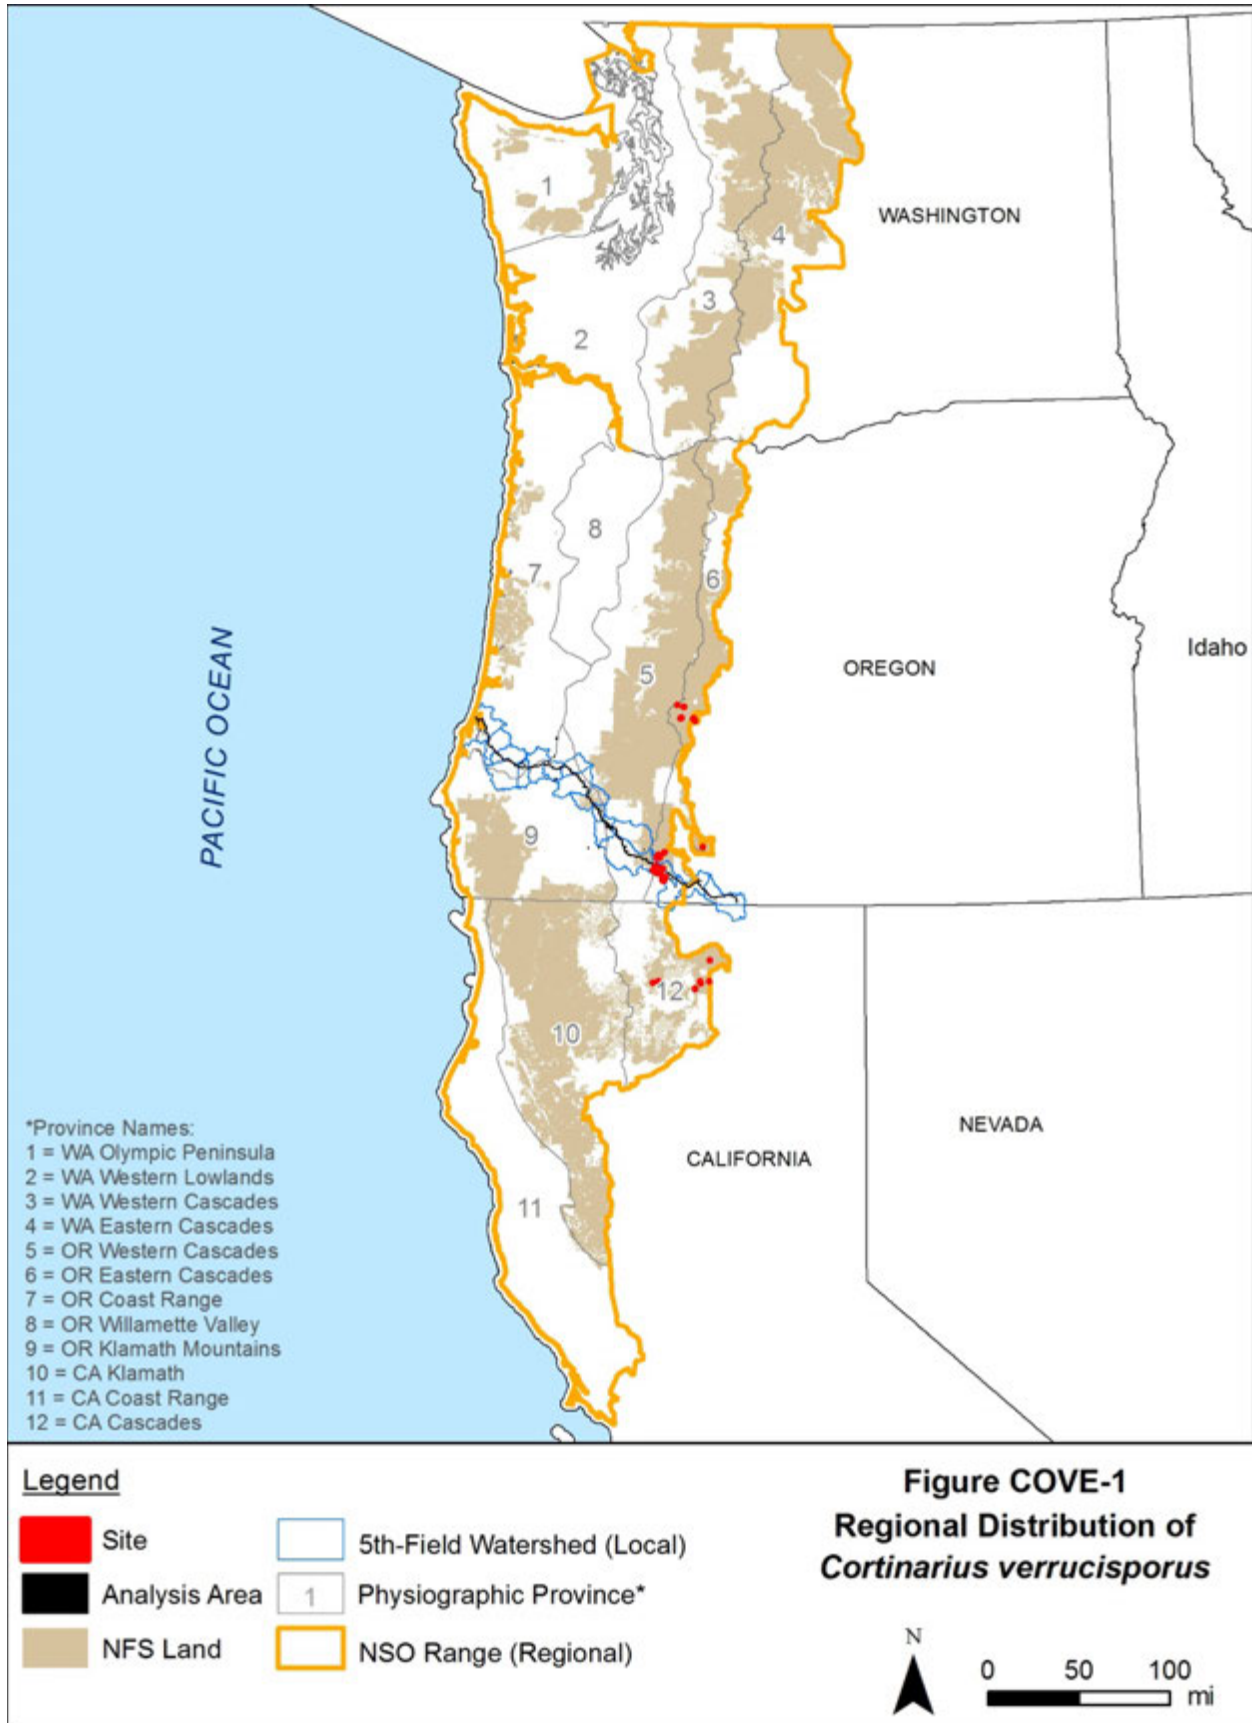 1
WASHINGTON
4
3
2
8
7
6
Idaho
5
OREGON
PACIFIC OCEAN
9
12
10
NEVADA
CALIFORNIA
11
*Province Names:
1 = WA Olympic Peninsula
2 = WA Western Lowlands
3 = WA Western Cascades
4 = WA Eastern Cascades
5 = OR Western Cascades
6 = OR Eastern Cascades
7 = OR Coast Range
8 = OR Willamette Valley
9 = OR Klamath Mountains
10 = CA Klamath
11 = CA Coast Range
12 = CA Cascades
Legend
Site
Analysis Area
NFS Land
5th-Field Watershed (Local)
1
Physiographic Province*
NSO Range (Regional)
Figure COVE-1
Regional Distribution of
Cortinarius verrucisporus
N
0 50 100
mi